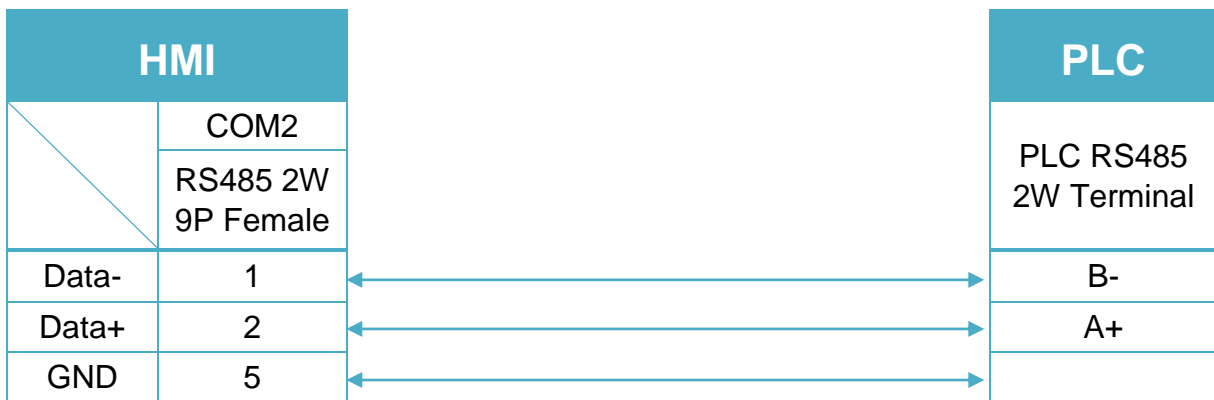 HMI
PLC
COM2
RS485 2W
9P Female
PLC RS485
2W Terminal
Data- 1 B-
Data+ 2 A+
GND 5